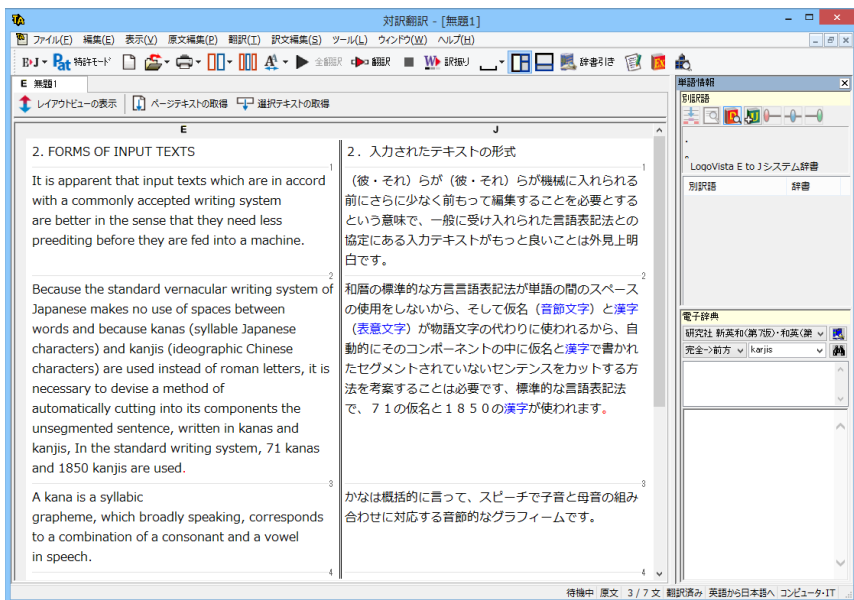 対訳翻訳 - [無題1]
ファイル(F) 編集(E) 表示(V) 原文編集(P) 翻訳(T) 訳文編集(S) ツール(L) ウィンドウ(W) ヘルプ(H)
E▸J Pat 特許モード 全翻訳 翻訳 W 訳振り 辞書引き
E 無題1
レイアウトビューの表示 ページテキストの取得 選択テキストの取得
E J
2. FORMS OF INPUT TEXTS
1
It is apparent that input texts which are in accord
with a commonly accepted writing system
are better in the sense that they need less
preediting before they are fed into a machine.
2
Because the standard vernacular writing system of
Japanese makes no use of spaces between
words and because kanas (syllable Japanese
characters) and kanjis (ideographic Chinese
characters) are used instead of roman letters, it is
necessary to devise a method of
automatically cutting into its components the
unsegmented sentence, written in kanas and
kanjis, In the standard writing system, 71 kanas
and 1850 kanjis are used.
3
A kana is a syllabic
grapheme, which broadly speaking, corresponds
to a combination of a consonant and a vowel
in speech.
4
2．入力されたテキストの形式
1
（彼・それ）らが（彼・それ）らが機械に入れられる
前にさらに少なく前もって編集することを必要とする
という意味で、一般に受け入れられた言語表記法との
協定にある入力テキストがもっと良いことは外見上明
白です。
2
和暦の標準的な方言言語表記法が単語の間のスペース
の使用をしないから、そして仮名（音節文字）と漢字
（表意文字）が物語文字の代わりに使われるから、自
動的にそのコンポーネントの中に仮名と漢字で書かれ
たセグメントされていないセンテンスをカットする方
法を考案することは必要です、標準的な言語表記法
で、７１の仮名と１８５０の漢字が使われます。
3
かなは概括的に言って、スピーチで子音と母音の組み
合わせに対応する音節的なグラフィームです。
4
単語情報
別訳語
LogoVista E to Jシステム辞書
別訳語 辞書
電子辞典
研究社 新英和(第7版)・和英(第
完全->前方 karjis
待機中 原文 3 / 7 文 翻訳済み 英語から日本語へ コンピュータ・IT